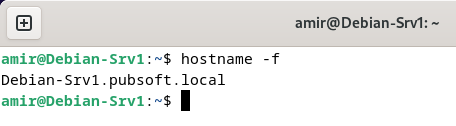 amir@Debian-Srv1: ~
amir@Debian-Srv1:~$ hostname -f
Debian-Srv1.pubsoft.local
amir@Debian-Srv1:~$